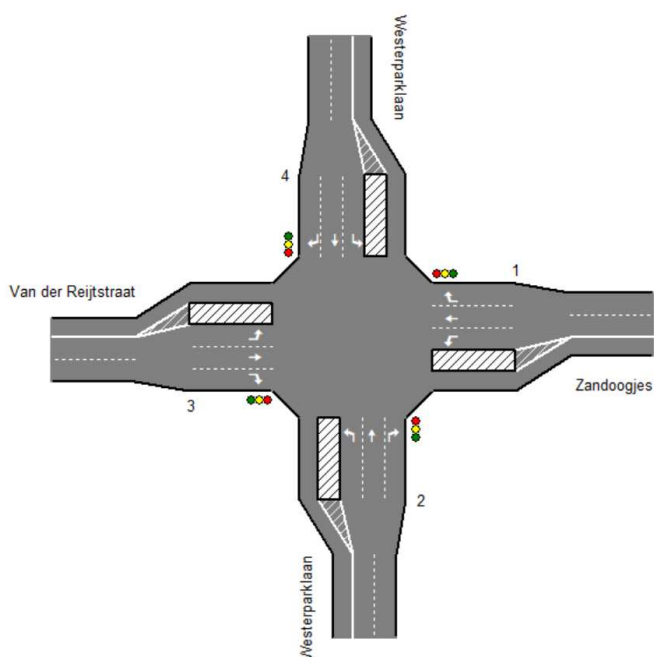 Westerparklaan
4
1
Van der Reijtstraat
Zandoogjes
3
2
Westerparklaan